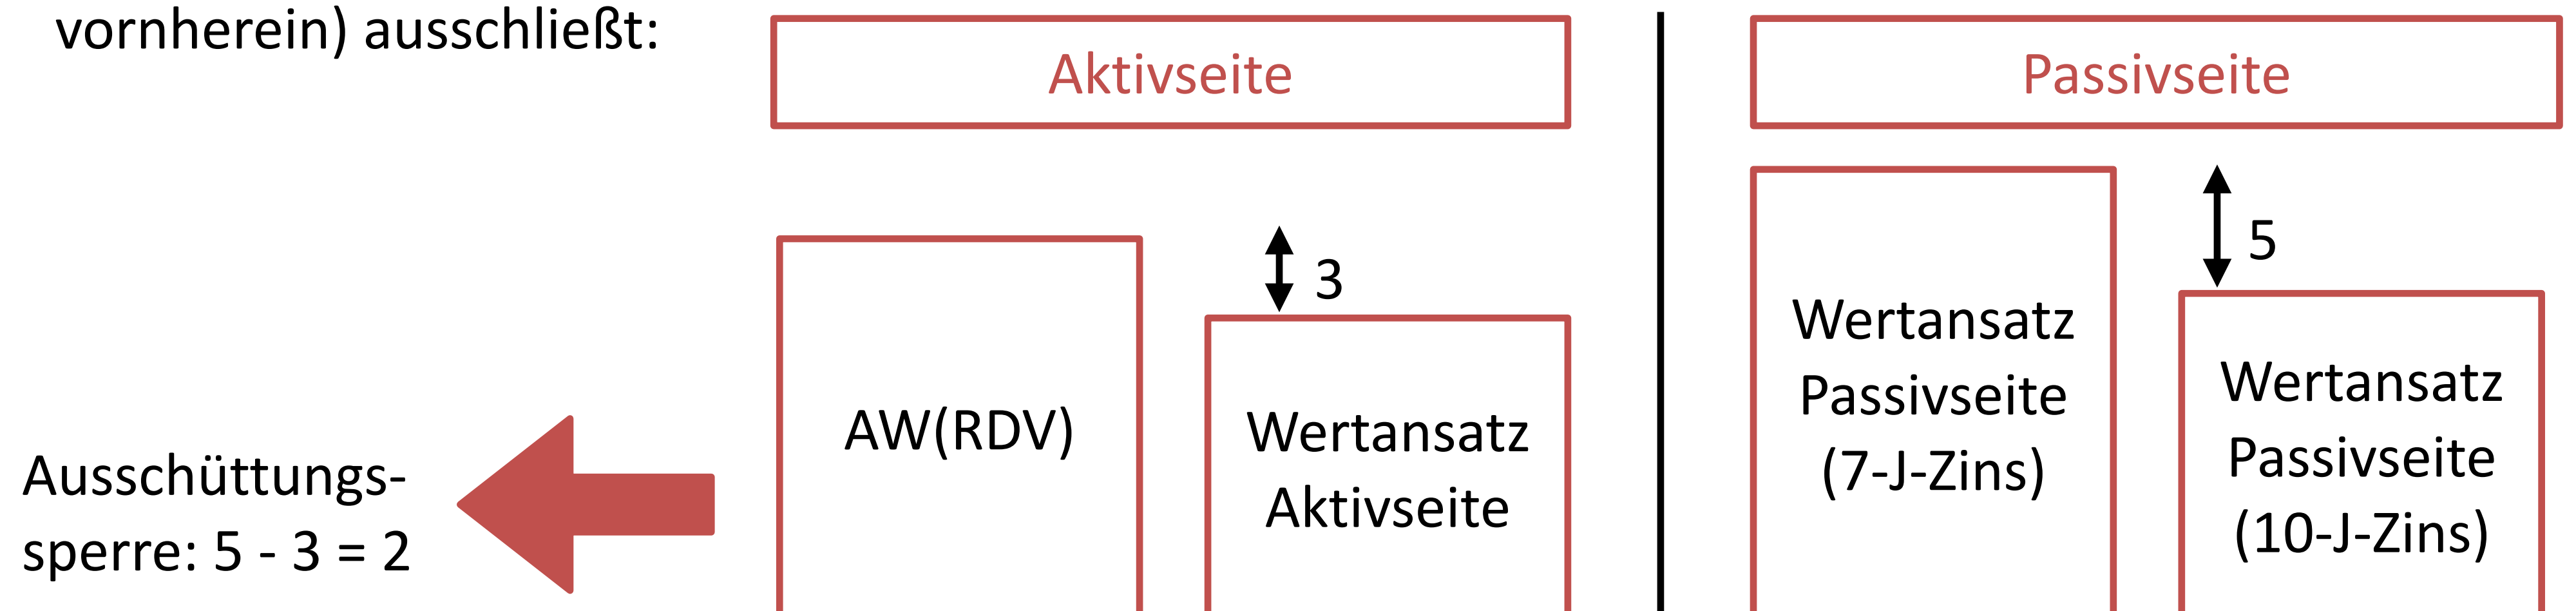 vornherein) ausschließt:
Aktivseite
Passivseite
3
5
AW(RDV)
Wertansatz
Aktivseite
Wertansatz
Passivseite
(7-J-Zins)
Wertansatz
Passivseite
(10-J-Zins)
Ausschüttungs-
sperre: 5 - 3 = 2